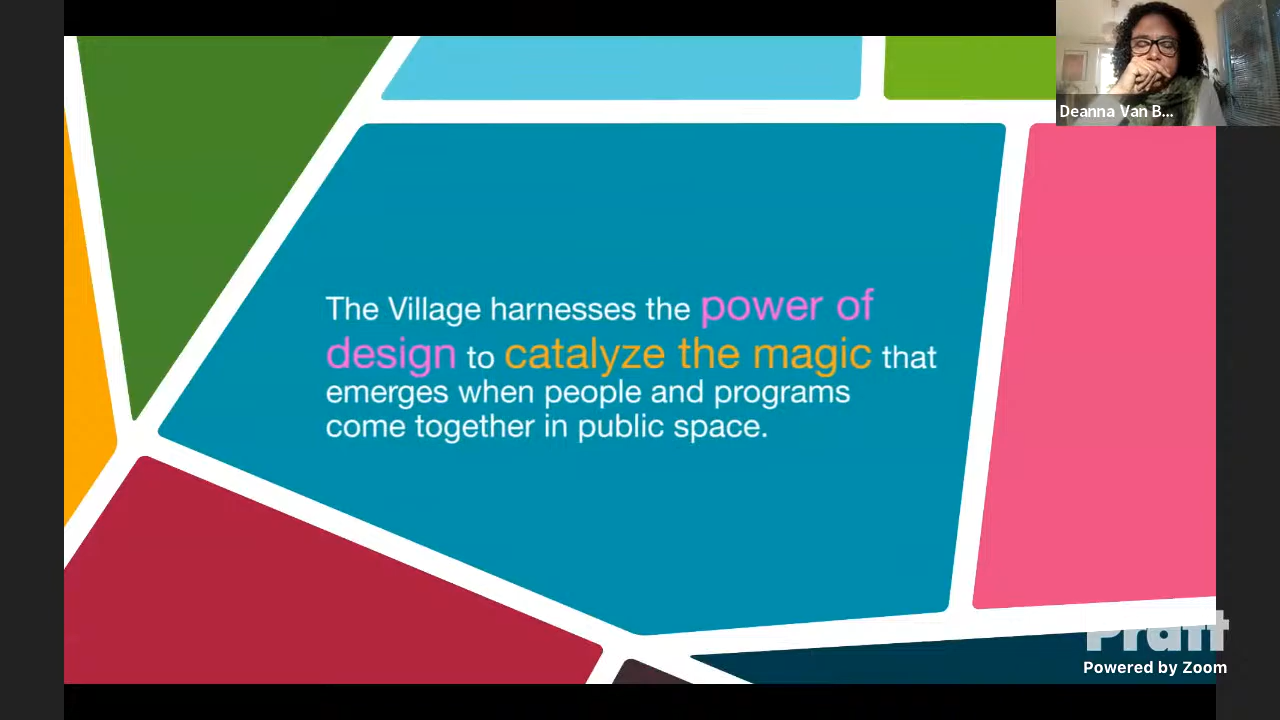 Deanna Van B...
The Village harnesses the power of
design to catalyze the magic that
emerges when people and programs
come together in public space.
Pratt
Powered by Zoom